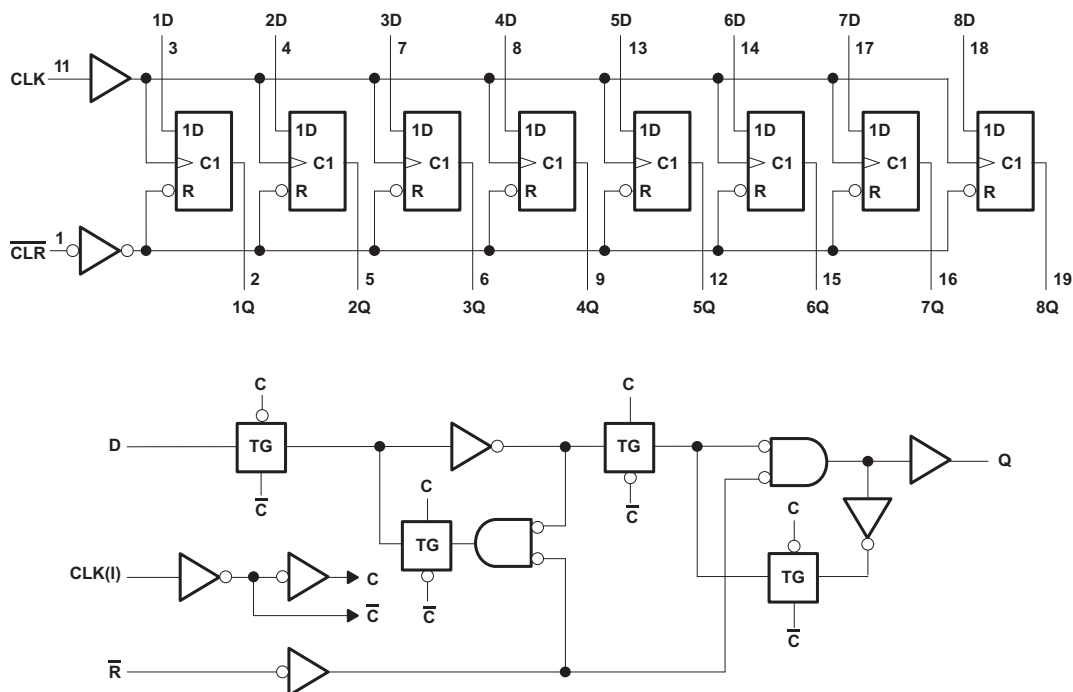 1D 2D 3D 4D 5D 6D 7D 8D
3 4 7 8 13 14 17 18
CLK 11
1D 1D 1D 1D 1D 1D 1D 1D
C1 C1 C1 C1 C1 C1 C1 C1
R R R R R R R R
CLR 1
2 5 6 9 12 15 16 19
1Q 2Q 3Q 4Q 5Q 6Q 7Q 8Q
C C
D TG TG Q
C C C C
TG TG
CLK(I) C
C C
C
R